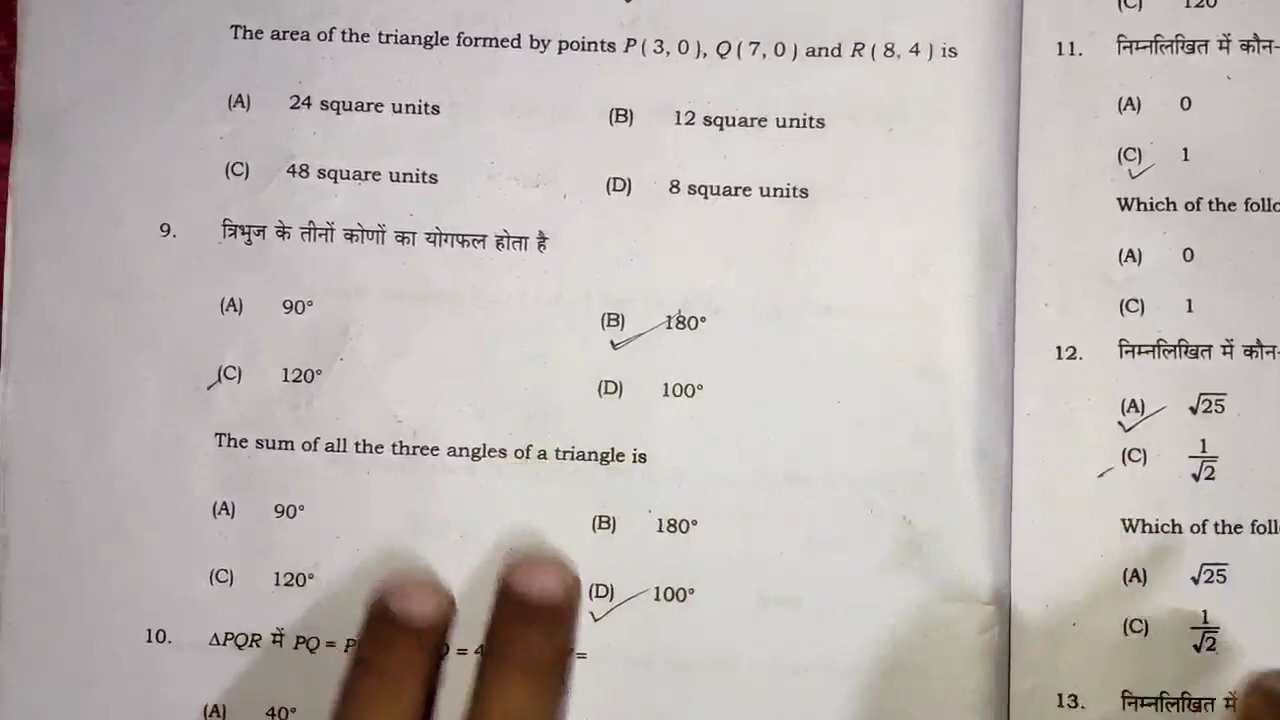 The area of the triangle formed by points P ( 3, 0 ), Q ( 7, 0 ) and R ( 8, 4 ) is
(A) 24 square units (B) 12 square units
(C) 48 square units (D) 8 square units
9. त्रिभुज के तीनों कोणों का योगफल होता है
(A) 90° (B) 180°
(C) 120° (D) 100°
The sum of all the three angles of a triangle is
(A) 90° (B) 180°
(C) 120° (D) 100°
10. ΔPQR में PQ = = 4 =
(A) 40°
(C) 120
11. निम्नलिखित में कौन-
(A) 0
(C) 1
Which of the
(A) 0
(C) 1
12. निम्नलिखित में कौन-
(A) √25
(C) 1/√2
Which of the
(A) √25
(C) 1/√2
13. निम्नलिखित में